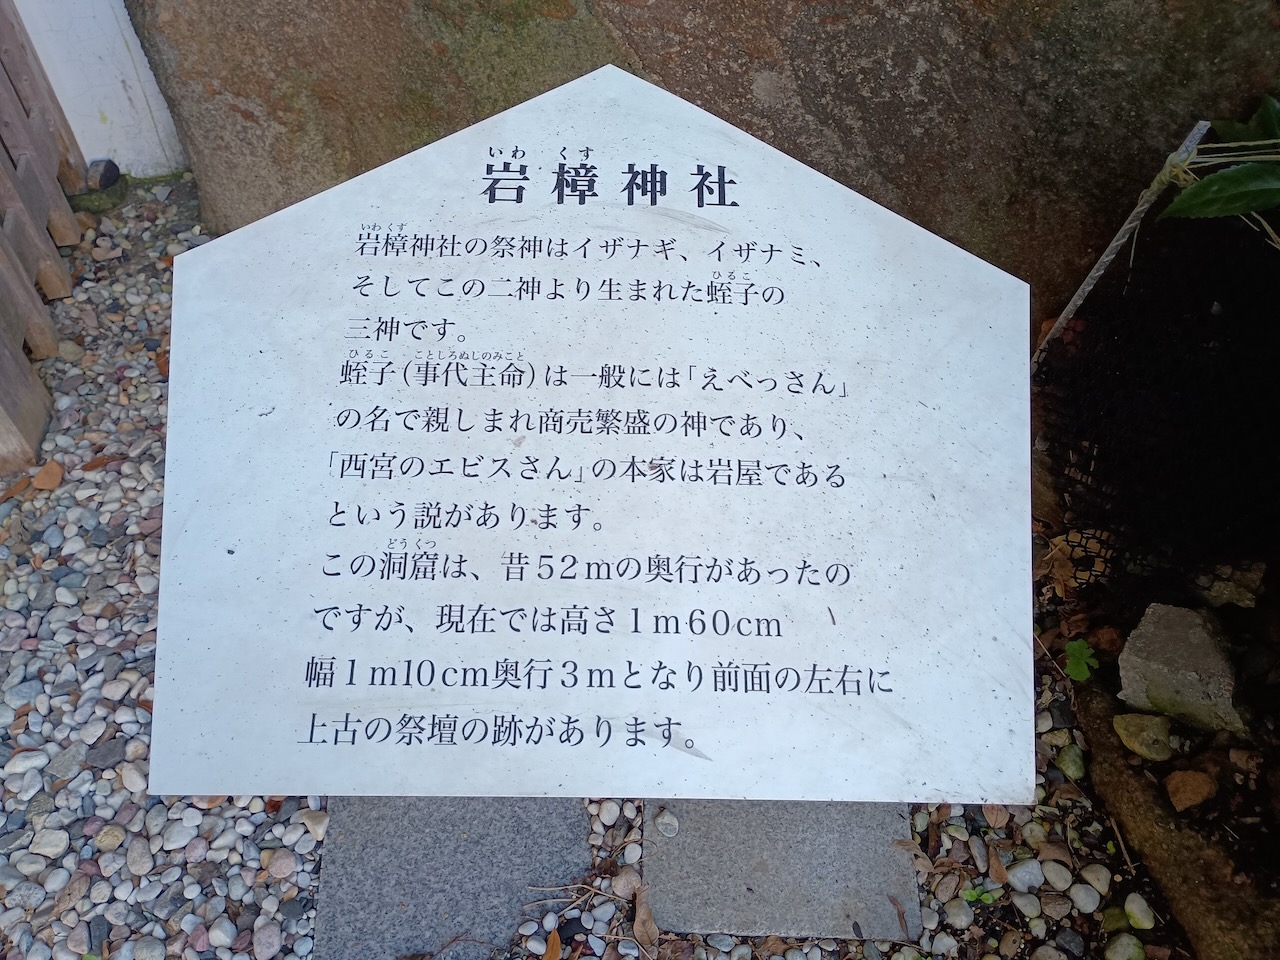 いわ くす
岩樟神社
いわ くす
岩樟神社の祭神はイザナギ、イザナミ、
ひるこ
そしてこの二神より生まれた蛭子の
三神です。
ひるこ ことしろぬしのみこと
蛭子(事代主命)は一般には「えべっさん」
の名で親しまれ商売繁盛の神であり、
「西宮のエビスさん」の本家は岩屋である
という説があります。
どうくつ
この洞窟は、昔52mの奥行があったの
ですが、現在では高さ1m60cm
幅1m10cm奥行3mとなり前面の左右に
上古の祭壇の跡があります。